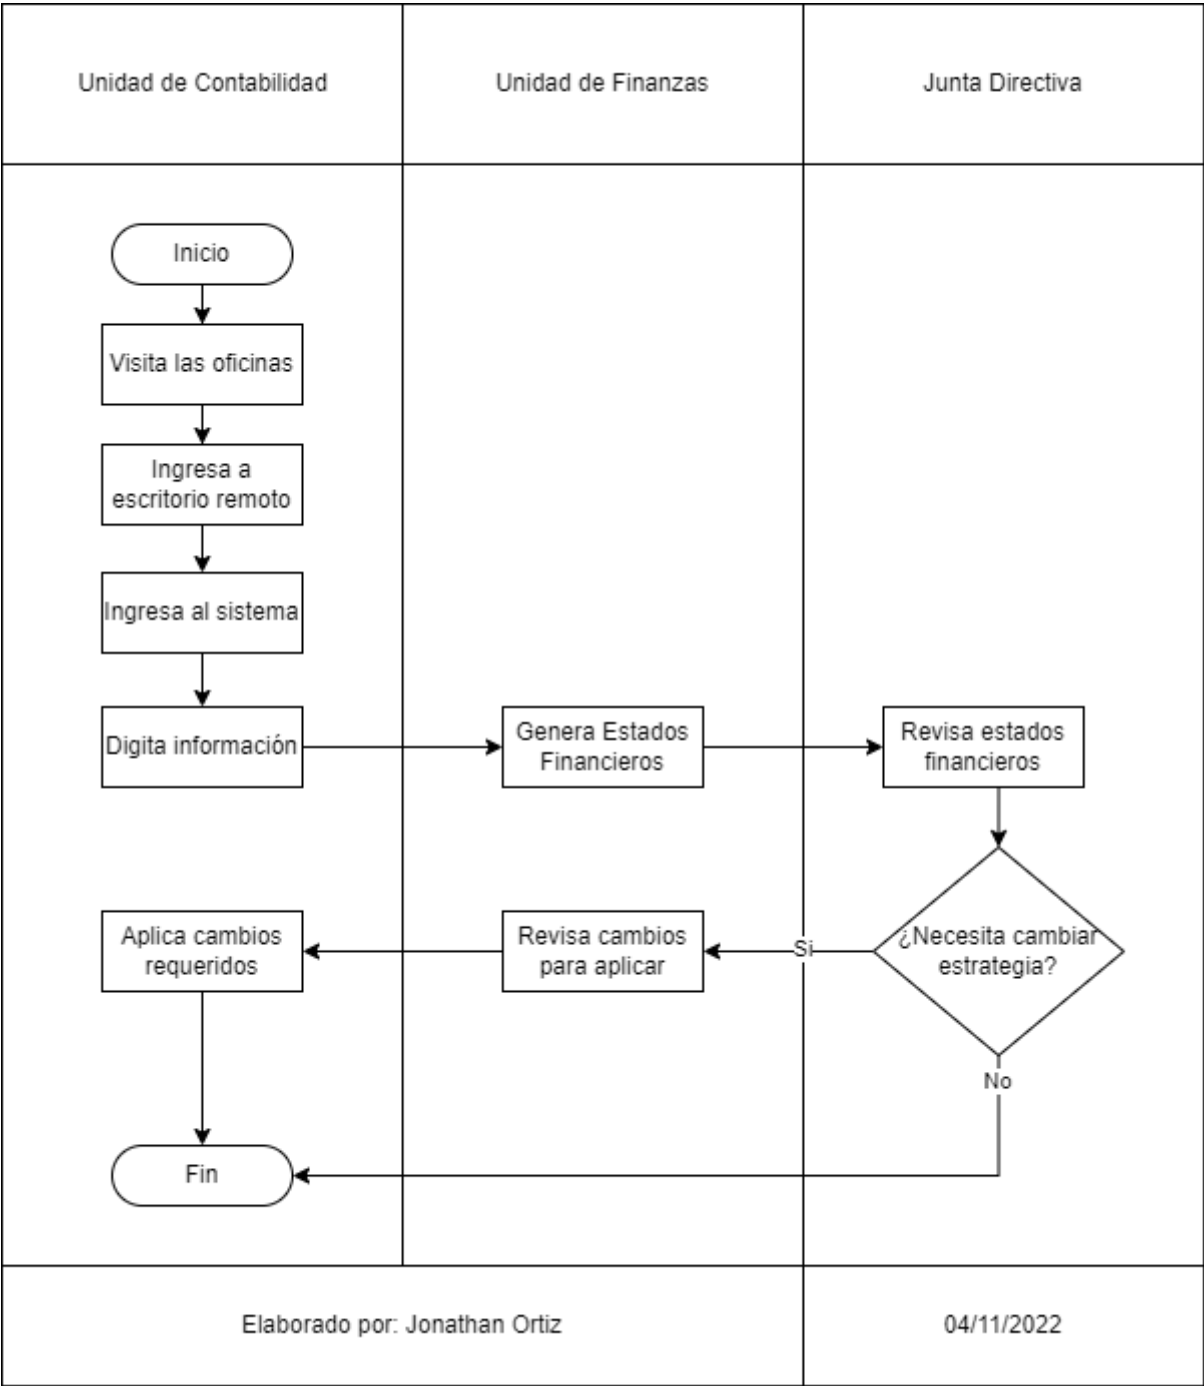 Unidad de Contabilidad
Unidad de Finanzas
Junta Directiva
Inicio
Visita las oficinas
Ingresa a
escritorio remoto
Ingresa al sistema
Digita información
Genera Estados
Financieros
Revisa estados
financieros
¿Necesita cambiar
estrategia?
Si
Revisa cambios
para aplicar
Aplica cambios
requeridos
No
Fin
Elaborado por: Jonathan Ortiz
04/11/2022